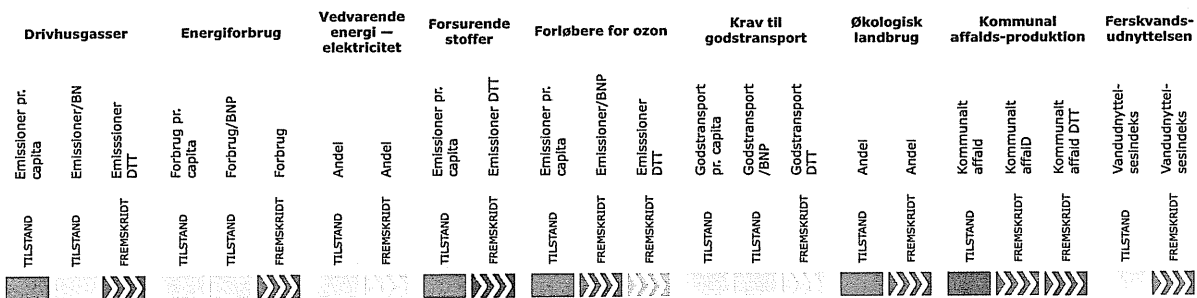 Drivhusgasser
Energiforbrug
Vedvarende
energi —
elektricitet
Forsurende
stoffer
Forløbere for ozon
Krav til
godstransport
Økologisk
landbrug
Kommunal
affalds-produktion
Ferskvands-
udnyttelsen
Emissioner pr.
capita
Emissioner/BN
Emisssioner
DTT
Forbrug pr.
capita
Forbrug/BNP
Forbrug
Andel
Andel
Emissioner pr.
capita
Emissioner DTT
Emissioner pr.
capita
Emissioner/BNP
Emisssioner
DTT
Godstransport
pr. capita
Godstransport
/BNP
Godstransport
DTT
Andel
Andel
Kommunalt
affald
Kommunalt
affalD
Kommunalt
affald DTT
Vandudnyttel-
sesindeks
Vandudnyttel-
sesindeks
TILSTAND
TILSTAND
FREMSKRIDT
TILSTAND
TILSTAND
FREMSKRIDT
TILSTAND
FREMSKRIDT
TILSTAND
FREMSKRIDT
TILSTAND
FREMSKRIDT
FREMSKRIDT
TILSTAND
TILSTAND
FREMSKRIDT
TILSTAND
FREMSKRIDT
TILSTAND
FREMSKRIDT
FREMSKRIDT
TILSTAND
FREMSKRIDT